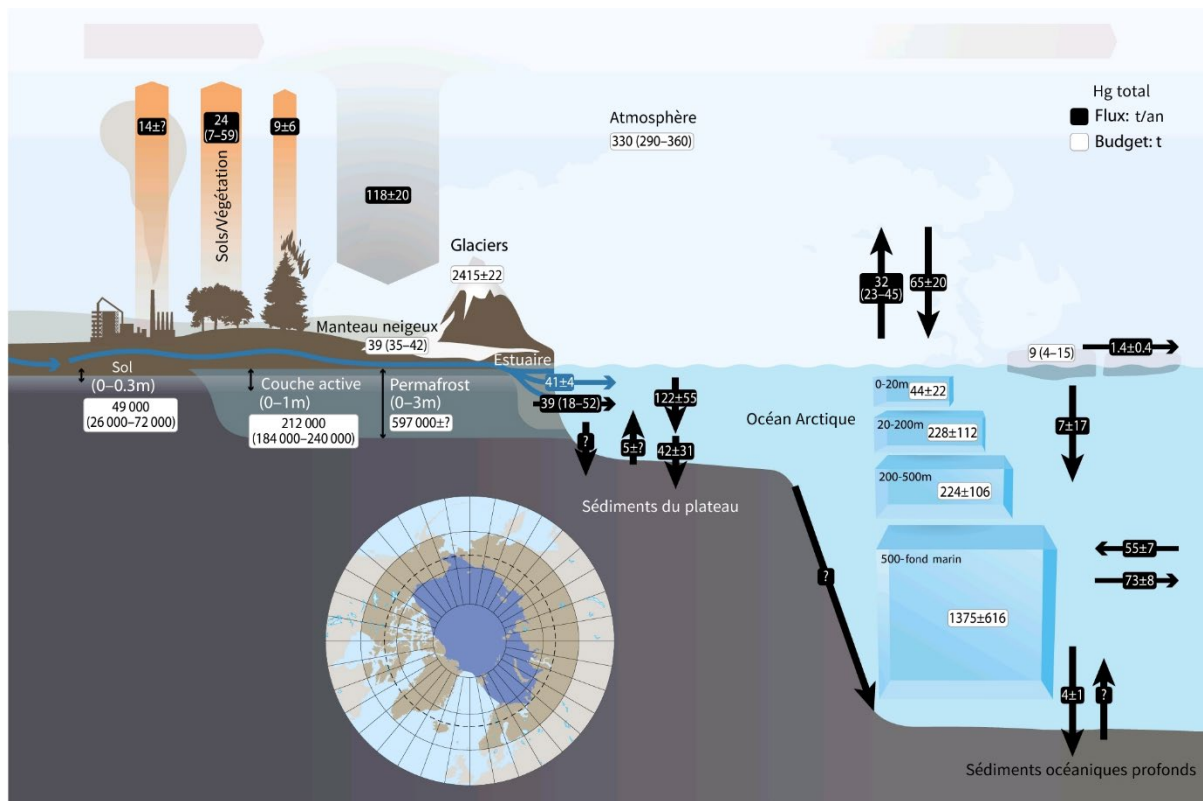 Hg total
Flux: t/an
Budget: t
Atmosphère
330 (290–360)
14±?
24
(7–59)
Sols/Végétation
9±6
118±20
Glaciers
2415±22
Manteau neigeux
39 (35–42)
Estuaire
Sol
(0–0.3m)
49 000
(26 000–72 000)
Couche active
(0–1m)
212 000
(184 000–240 000)
Permafrost
(0–3m)
597 000±?
41±4
39 (18–52)
?
5±?
122±55
42±31
Sédiments du plateau
32
(23–45)
65±20
9 (4–15)
1.4±0.4
Océan Arctique
0-20m
44±22
20-200m
228±112
200-500m
224±106
500-fond marin
1375±616
7±17
55±7
73±8
?
4±1
?
Sédiments océaniques profonds